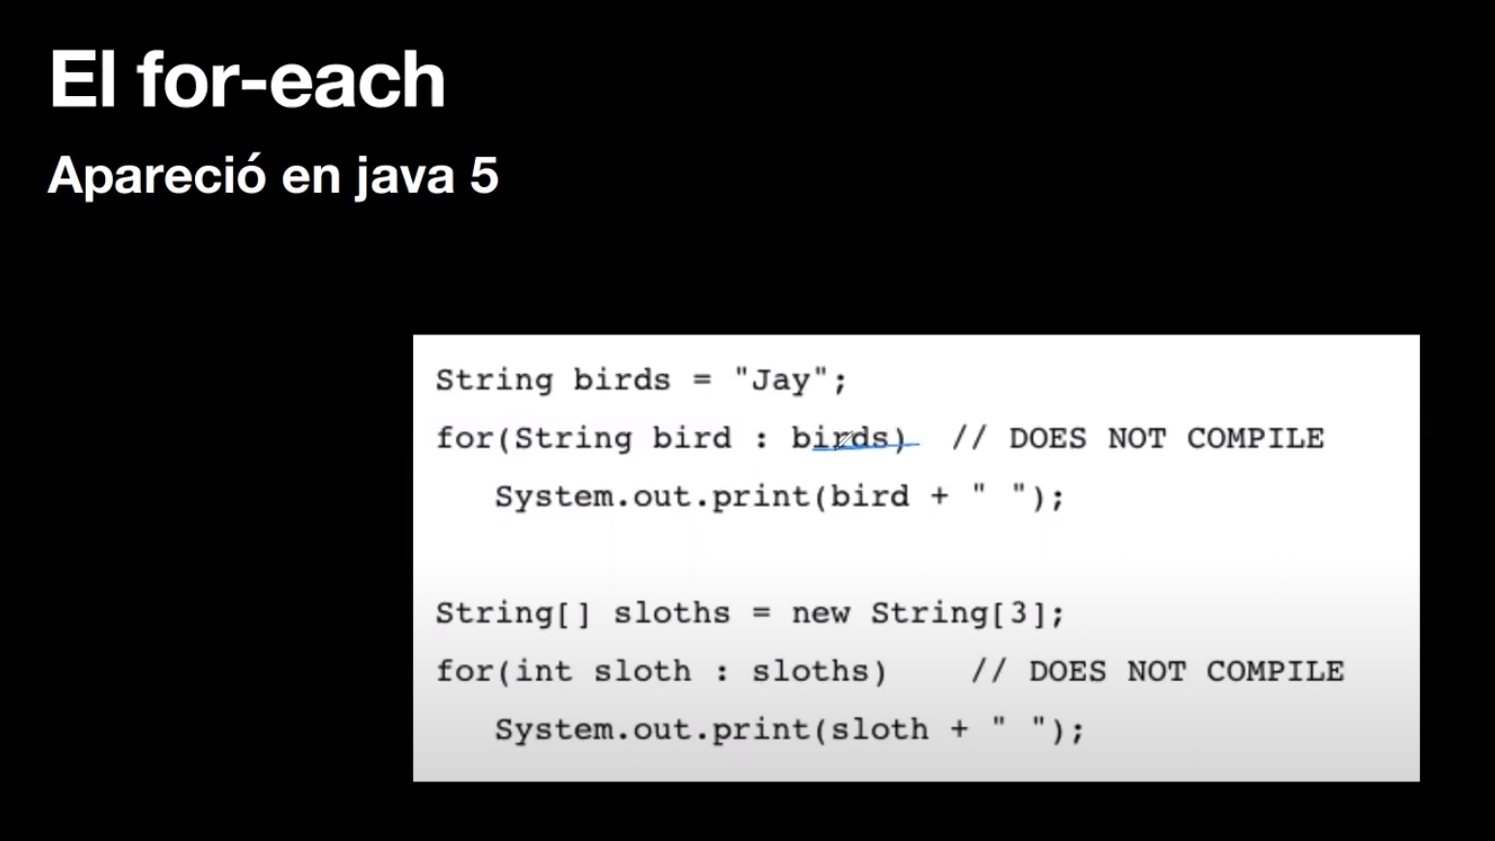 El for-each
Apareció en java 5
String birds = "Jay";
for(String bird : birds)  // DOES NOT COMPILE
   System.out.print(bird + " ");
String[] sloths = new String[3];
for(int sloth : sloths)    // DOES NOT COMPILE
   System.out.print(sloth + " ");